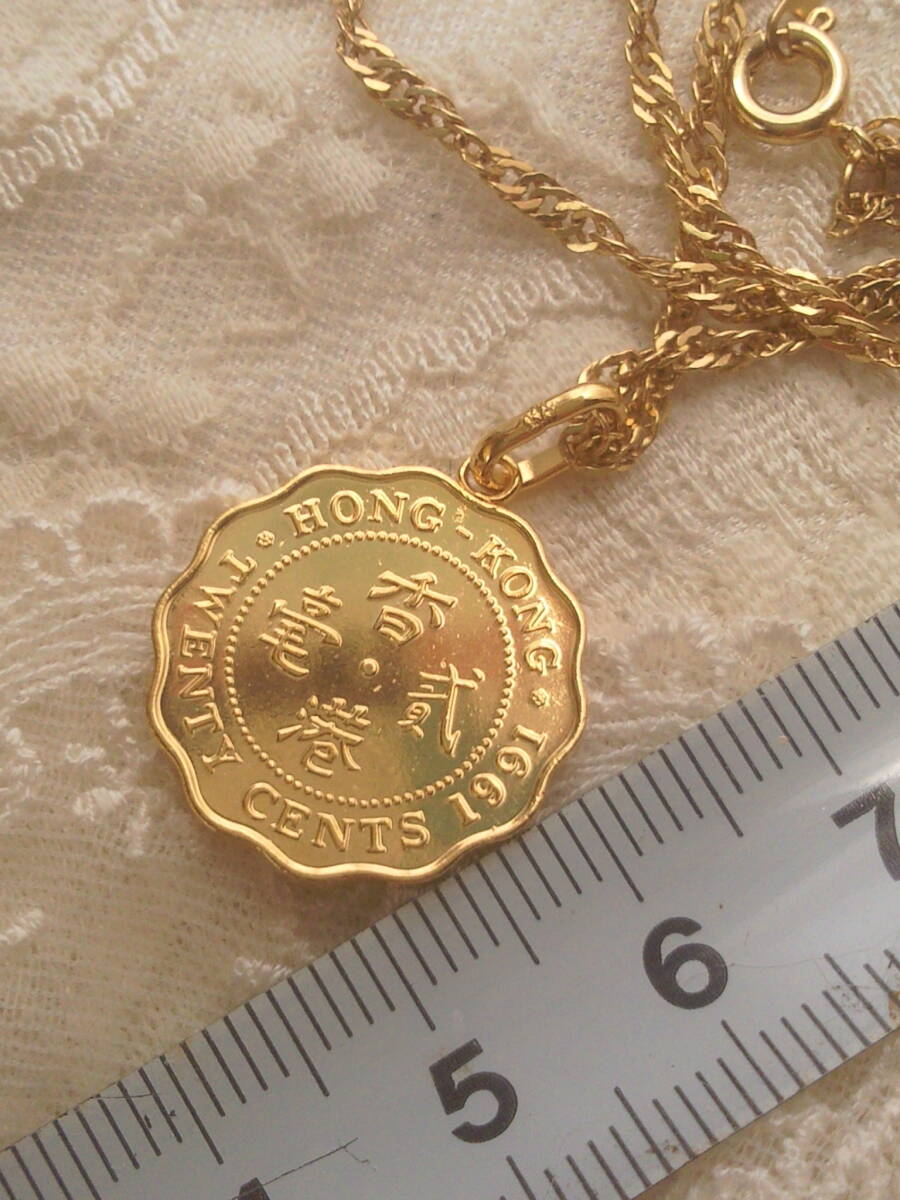 HONG-KONG
TWENTY CENTS 1991
香港
貳毫
5
6
7